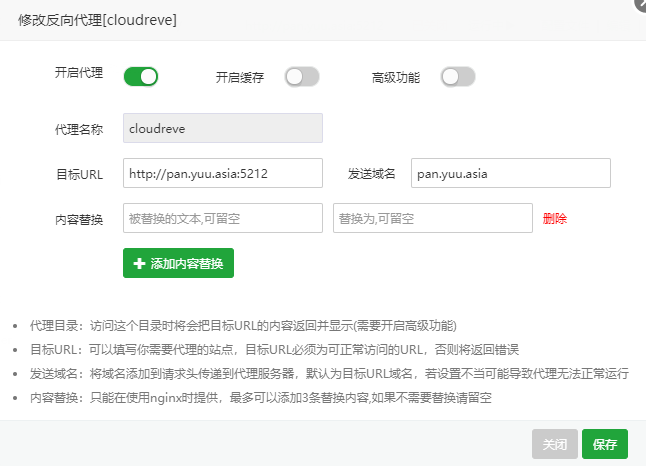 修改反向代理[cloudreve]
开启代理 开启缓存 高级功能
代理名称 cloudreve
目标URL http://pan.yuu.asia:5212 发送域名 pan.yuu.asia
内容替换 被替换的文本,可留空 替换为,可留空 删除
添加内容替换
代理目录：访问这个目录时将会把目标URL的内容返回并显示(需要开启高级功能)
目标URL：可以填写你需要代理的站点，目标URL必须为可正常访问的URL，否则将返回错误
发送域名：将域名添加到请求头传递到代理服务器，默认为目标URL域名，若设置不当可能导致代理无法正常运行
内容替换：只能在使用nginx时提供，最多可以添加3条替换内容,如果不需要替换请留空
关闭 保存